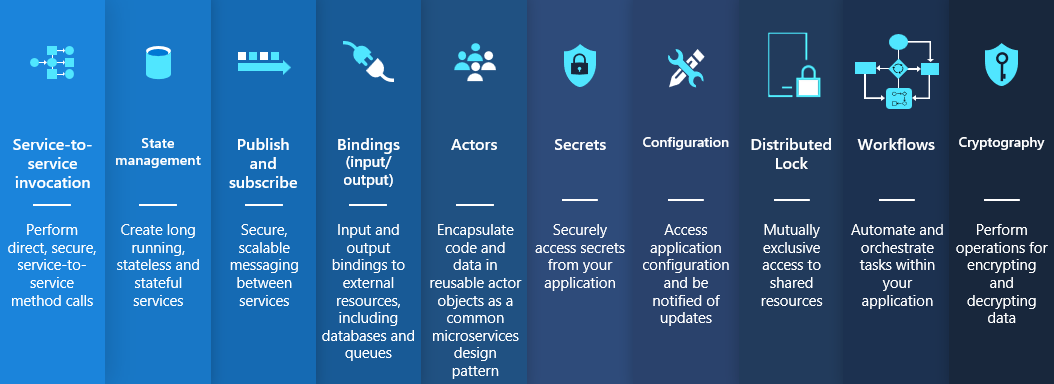 Service-to-
service
invocation
Perform
direct, secure,
service-to-
service
method calls
State
management
Create long
running,
stateless and
stateful
services
Publish
and
subscribe
Secure,
scalable
messaging
between
services
Bindings
(input/
output)
Input and
output
bindings to
external
resources,
including
databases and
queues
Actors
Encapsulate
code and
data in
reusable actor
objects as a
common
microservices
design
pattern
Secrets
Securely
access secrets
from your
application
Configuration
Access
application
configuration
and be
notified of
updates
Distributed
Lock
Mutually
exclusive
access to
shared
resources
Workflows
Automate and
orchestrate
tasks within
your
application
Cryptography
Perform
operations for
encrypting
and
decrypting
data